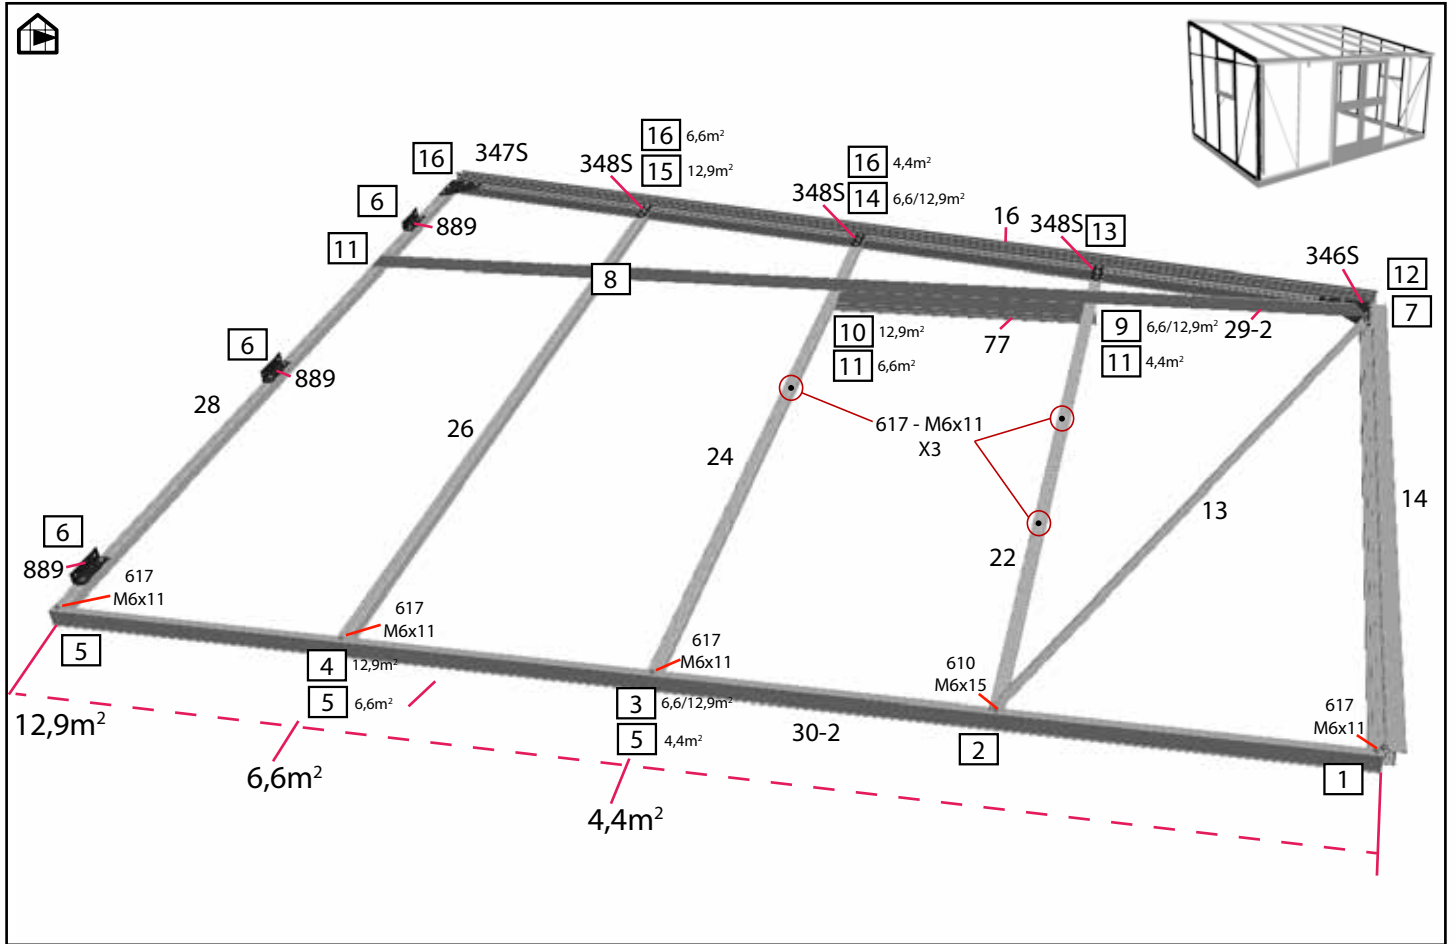 16 6,6m²
348S 15 12,9m²
16 347S
16 4,4m²
348S 14 6,6/12,9m²
6
889
11
16
348S 13
346S
12
7
8
10 12,9m²
11 6,6m²
77
9 6,6/12,9m²
11 4,4m²
29-2
6
889
28
26
24
617 - M6x11
X3
22
13
14
6
889
617
M6x11
5
617
M6x11
4 12,9m²
5 6,6m²
617
M6x11
3 6,6/12,9m²
5 4,4m²
610
M6x15
30-2
2
617
M6x11
1
12,9m²
6,6m²
4,4m²